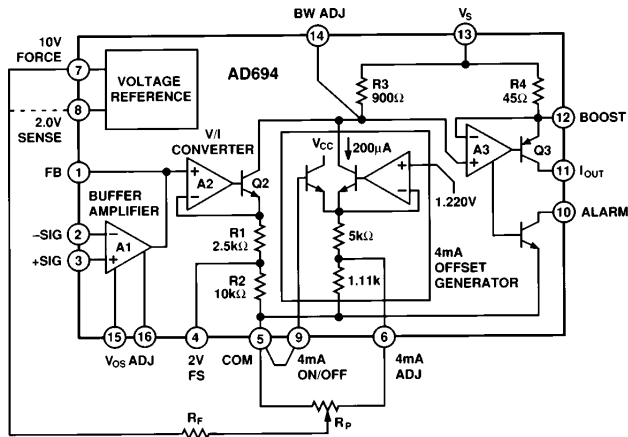 BW ADJ
VS
14
13
10V
FORCE
7
VOLTAGE
REFERENCE
AD694
R3
900Ω
R4
45Ω
8
2.0V
SENSE
12
BOOST
V/I
CONVERTER
VCC
200µA
A3
Q3
FB
1
A2
Q2
1.220V
11
IOUT
BUFFER
AMPLIFIER
10
ALARM
–SIG
2
A1
R1
2.5kΩ
5kΩ
+SIG
3
4mA
OFFSET
GENERATOR
R2
10kΩ
1.11k
15
16
4
5
9
6
VOS ADJ
2V
FS
COM
4mA
ON/OFF
4mA
ADJ
RF
RP